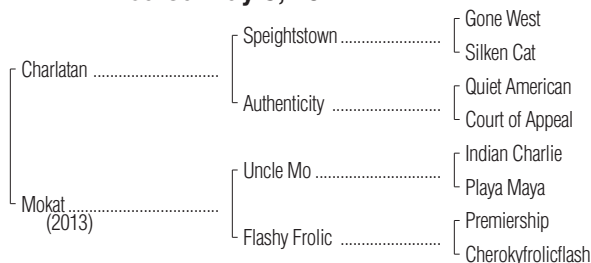 Gone West
Speightstown
Silken Cat
Charlatan
Quiet American
Authenticity
Court of Appeal
Indian Charlie
Uncle Mo
Playa Maya
Mokat
(2013)
Premiership
Flashy Frolic
Cherokyfrolicflash